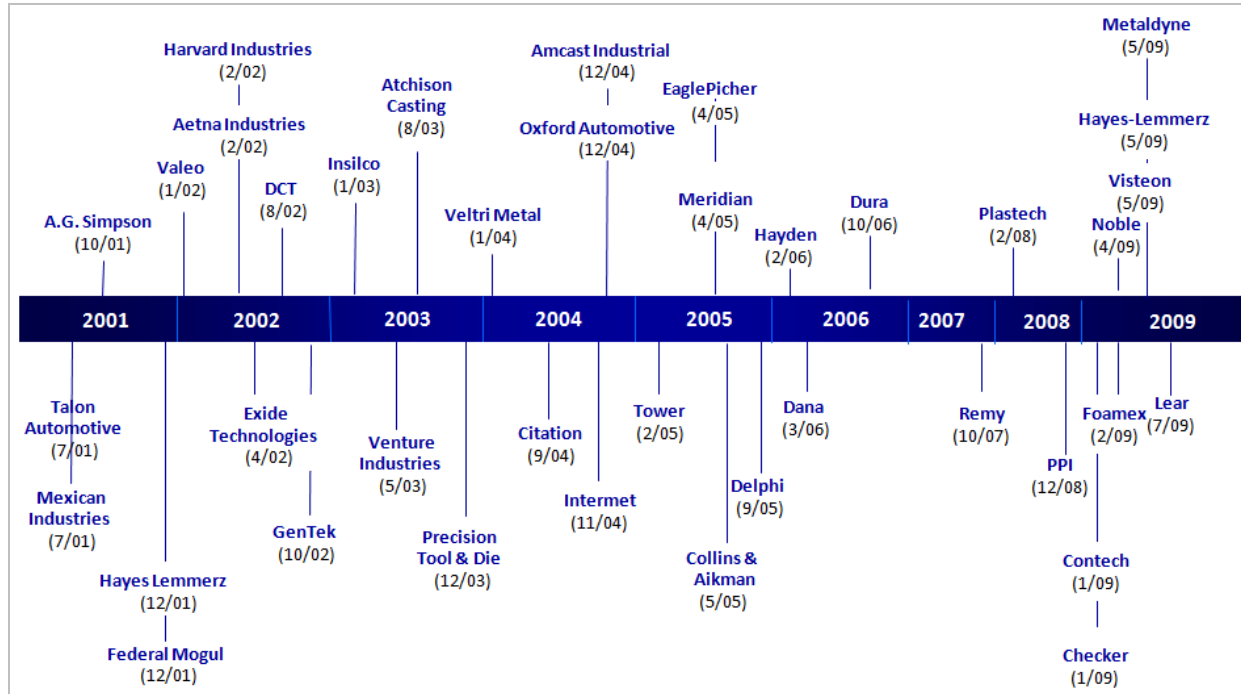 Harvard Industries
(2/02)
Aetna Industries
(2/02)
Valeo
(1/02)
DCT
(8/02)
A.G. Simpson
(10/01)
Insilco
(1/03)
Atchison
Casting
(8/03)
Veltri Metal
(1/04)
Amcast Industrial
(12/04)
Oxford Automotive
(12/04)
EaglePicher
(4/05)
Meridian
(4/05)
Hayden
(2/06)
Dura
(10/06)
Plastech
(2/08)
Metaldyne
(5/09)
Hayes-Lemmerz
(5/09)
Visteon
(5/09)
Noble
(4/09)
2001 2002 2003 2004 2005 2006 2007 2008 2009
Talon
Automotive
(7/01)
Mexican
Industries
(7/01)
Hayes Lemmerz
(12/01)
Federal Mogul
(12/01)
Exide
Technologies
(4/02)
GenTek
(10/02)
Venture
Industries
(5/03)
Precision
Tool & Die
(12/03)
Citation
(9/04)
Intermet
(11/04)
Tower
(2/05)
Collins &
Aikman
(5/05)
Delphi
(9/05)
Dana
(3/06)
Remy
(10/07)
PPI
(12/08)
Foamex
(2/09)
Contech
(1/09)
Checker
(1/09)
Lear
(7/09)